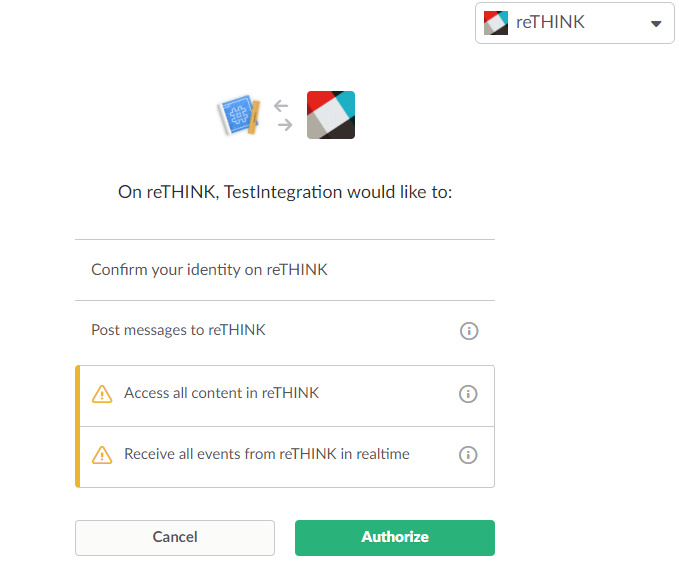 reTHINK
On reTHINK, TestIntegration would like to:
Confirm your identity on reTHINK
Post messages to reTHINK
Access all content in reTHINK
Receive all events from reTHINK in realtime
Cancel
Authorize